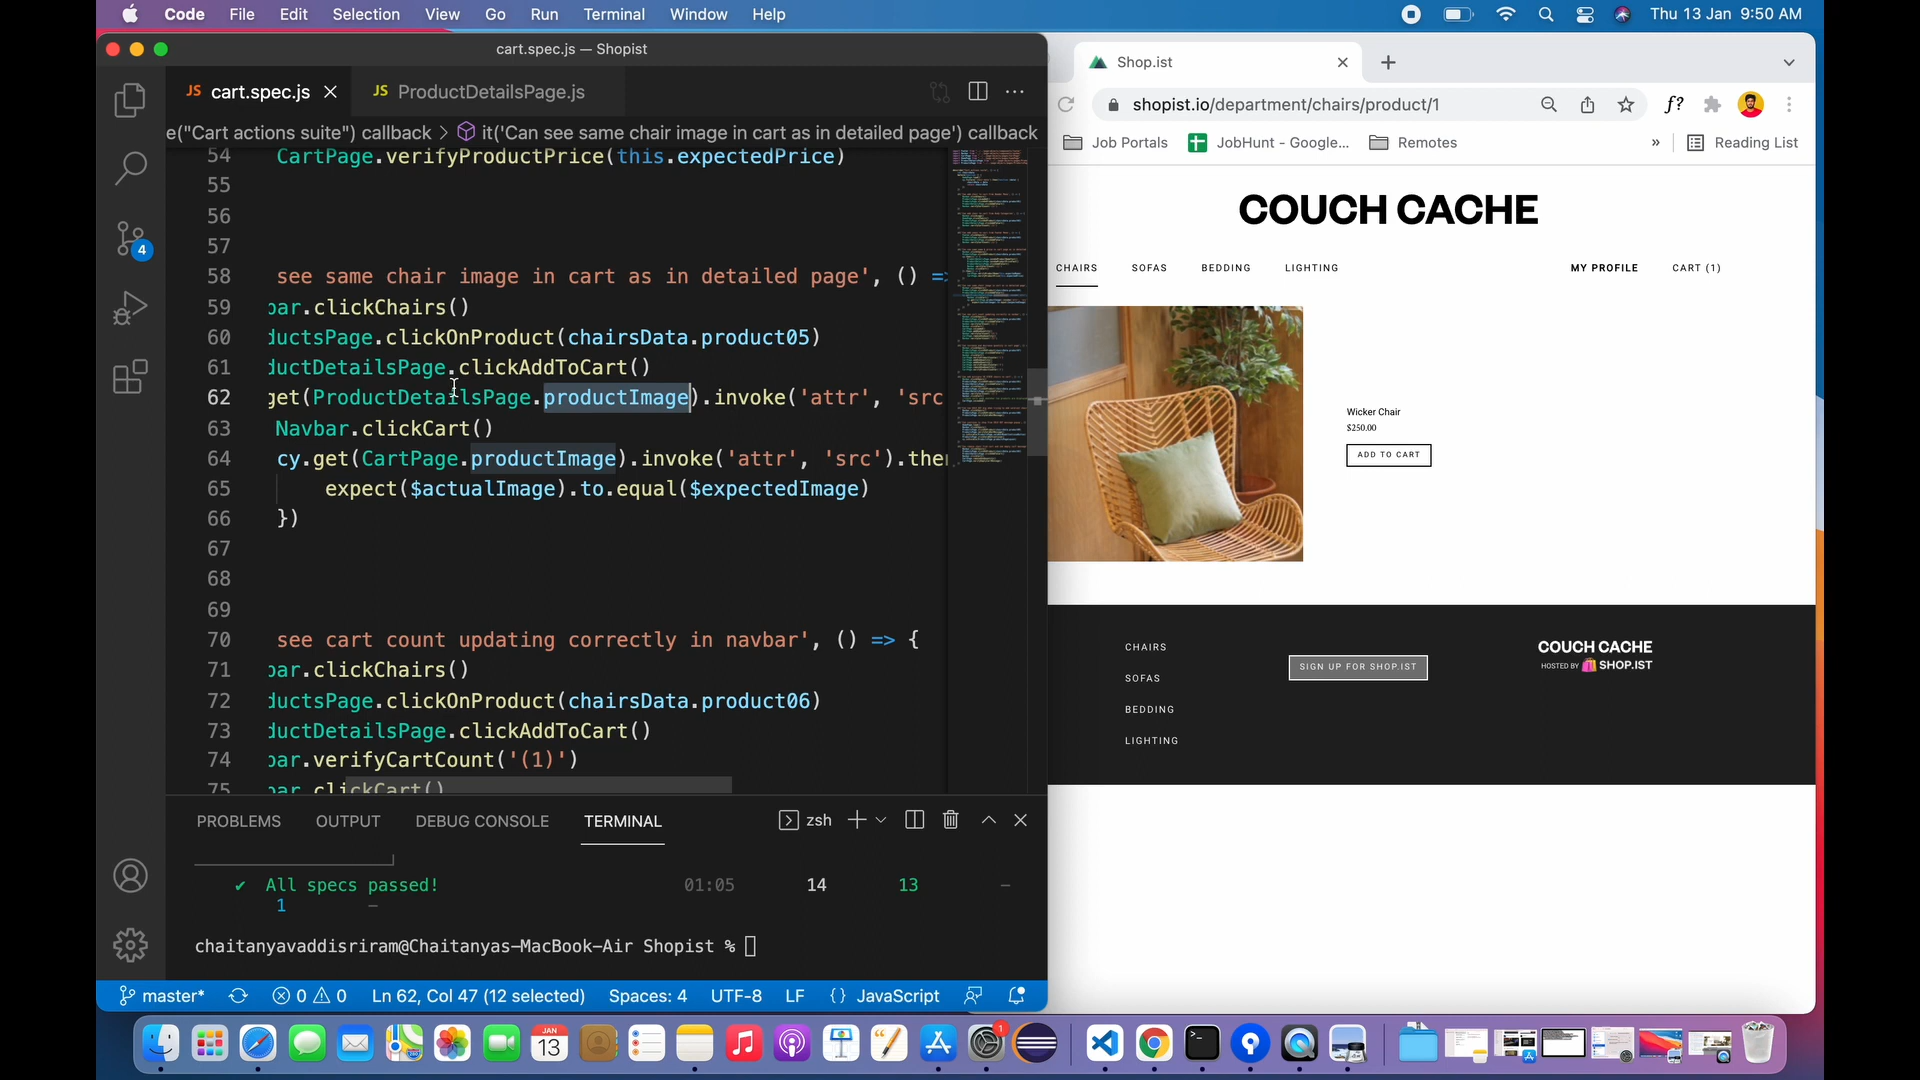 Code File Edit Selection View Go Run Terminal Window Help Thu 13 Jan 9:50 AM
cart.spec.js — Shopist
JS cart.spec.js JS ProductDetailsPage.js
e("Cart actions suite") callback > it('Can see same chair image in cart as in detailed page') callback
54 CartPage.verifyProductPrice(this.expectedPrice)
55
56
57
58 see same chair image in cart as in detailed page', () =>
59 bar.clickChairs()
60 ductsPage.clickOnProduct(chairsData.product05)
61 ductDetailsPage.clickAddToCart()
62 get(ProductDetailsPage.productImage).invoke('attr', 'src
63 Navbar.clickCart()
64 cy.get(CartPage.productImage).invoke('attr', 'src').then
65 expect($actualImage).to.equal($expectedImage)
66 })
67
68
69
70 see cart count updating correctly in navbar', () => {
71 bar.clickChairs()
72 ductsPage.clickOnProduct(chairsData.product06)
73 ductDetailsPage.clickAddToCart()
74 bar.verifyCartCount('(1)')
75 bar.clickCart()
PROBLEMS OUTPUT DEBUG CONSOLE TERMINAL zsh
✔ All specs passed! 01:05 14 13 –
1 –
chaitanyavaddisriram@Chaitanyas-MacBook-Air Shopist %
master* 0 0 Ln 62, Col 47 (12 selected) Spaces: 4 UTF-8 LF {} JavaScript
4
Shop.ist
shopist.io/department/chairs/product/1 f?
Job Portals JobHunt - Google... Remotes » Reading List
COUCH CACHE
CHAIRS SOFAS BEDDING LIGHTING MY PROFILE CART (1)
Wicker Chair
$250.00
ADD TO CART
CHAIRS
SOFAS
BEDDING
LIGHTING
SIGN UP FOR SHOP.IST
COUCH CACHE
HOSTED BY SHOP.IST
JAN
13
1